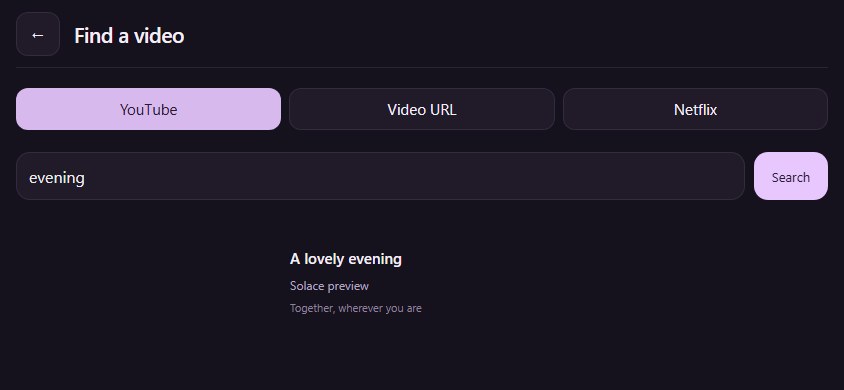 ← Find a video
YouTube Video URL Netflix
evening Search
A lovely evening
Solace preview
Together, wherever you are